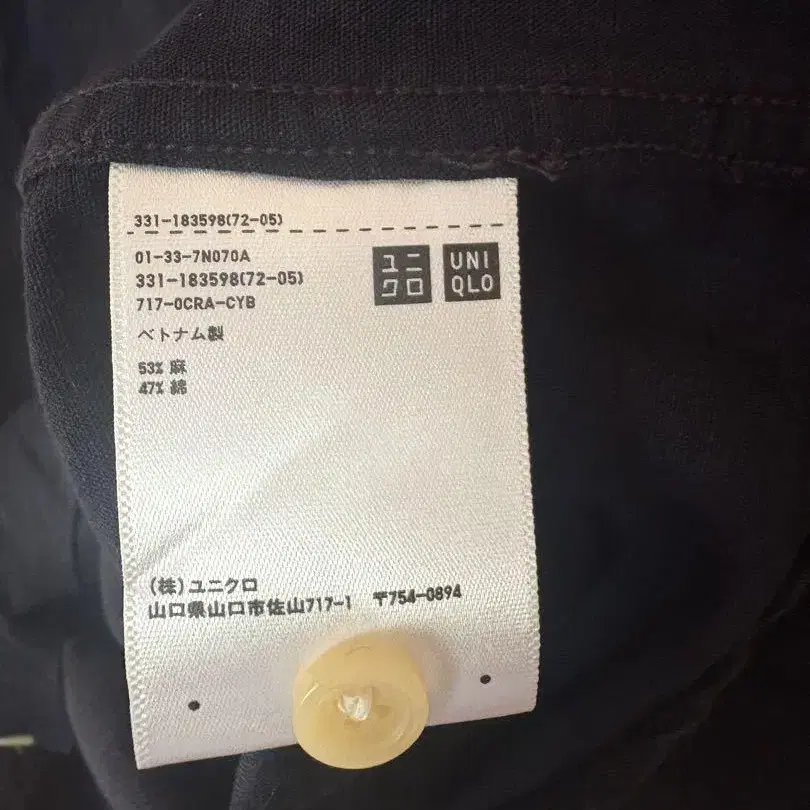 331-183598(72-05)
01-33-7N070A
331-183598(72-05)
717-0CRA-CYB
ユニ
クロ
UNI
QLO
ベトナム製
53% 麻
47% 綿
(株)ユニクロ
山口県山口市佐山717-1 〒754-0894